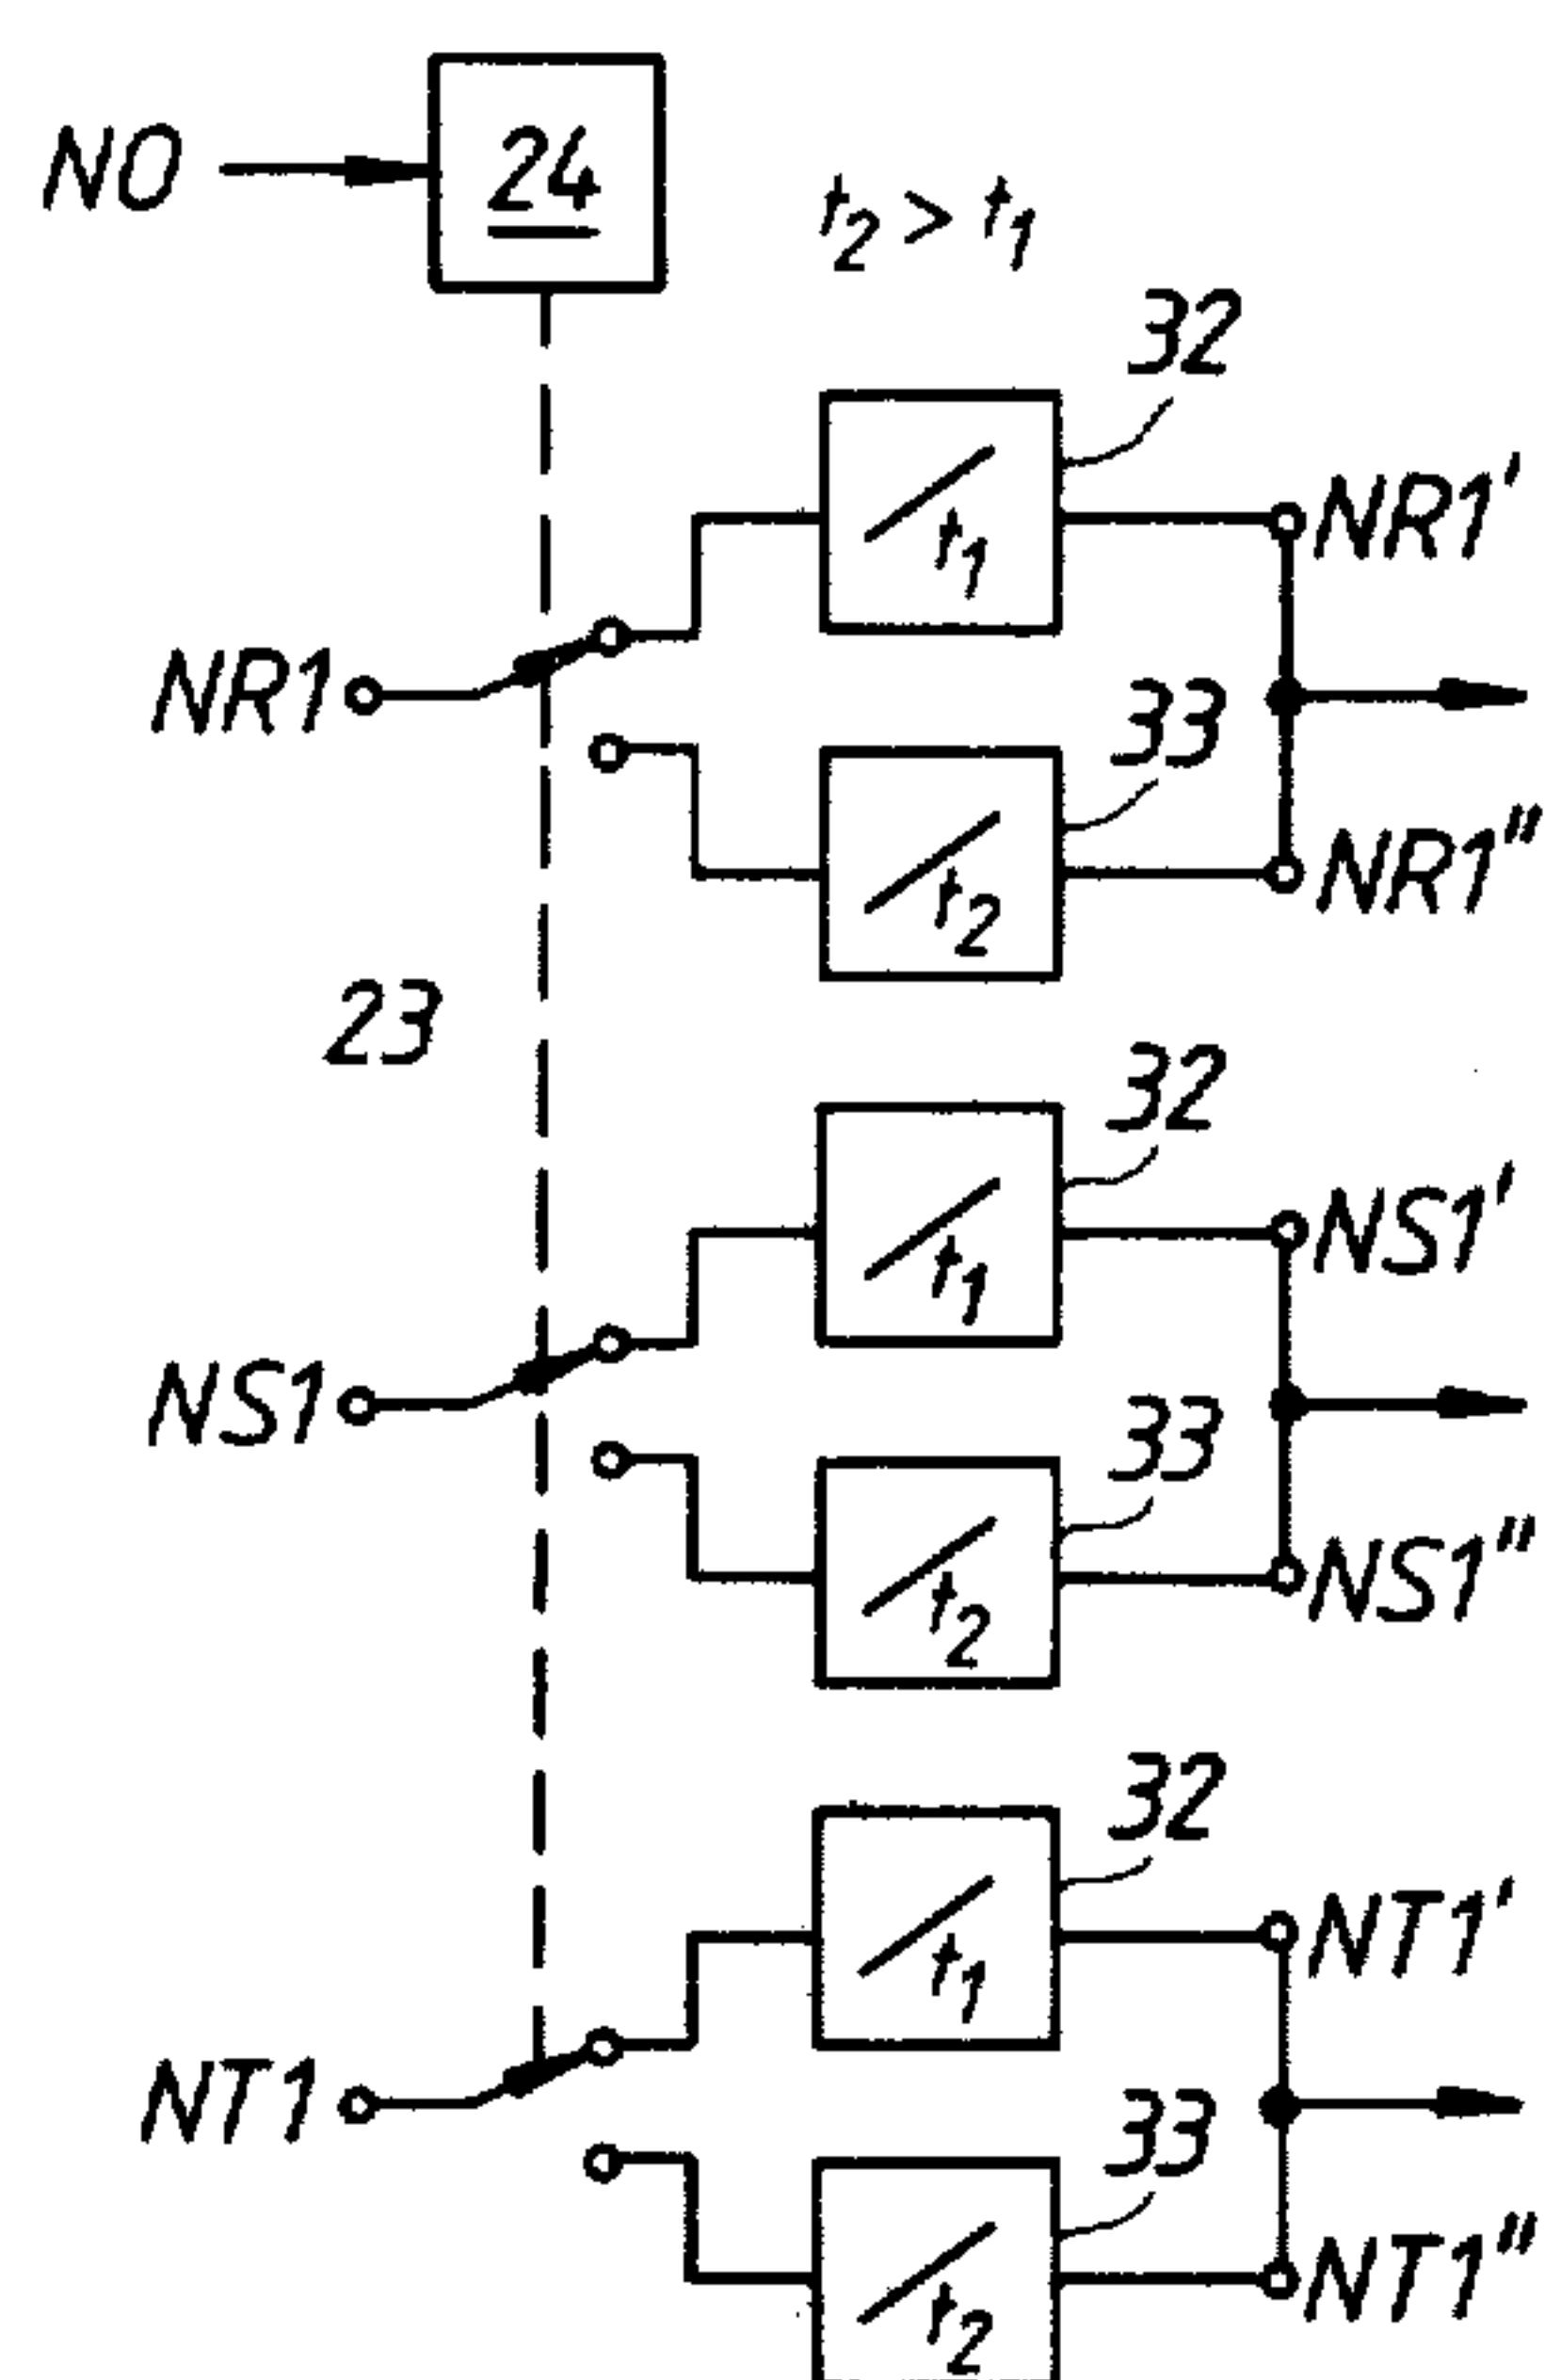 NO
24
t2 > t1
32
t1
NR1'
NR1
33
t2
NR1"
23
32
t1
NS1'
NS1
33
t2
NS1"
32
t1
NT1'
NT1
33
t2
NT1"